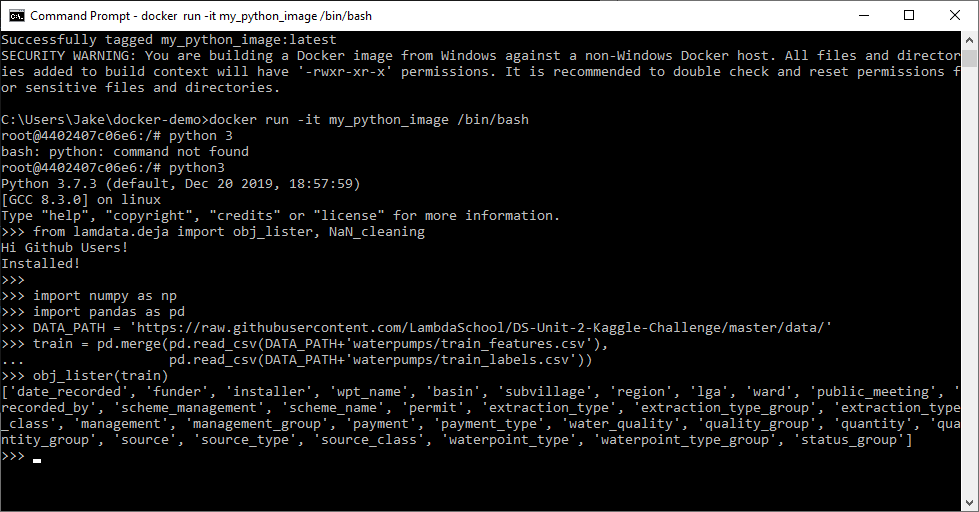 Command Prompt - docker run -it my_python_image /bin/bash
Successfully tagged my_python_image:latest
SECURITY WARNING: You are building a Docker image from Windows against a non-Windows Docker host. All files and director
ies added to build context will have '-rwxr-xr-x' permissions. It is recommended to double check and reset permissions f
or sensitive files and directories.
C:\Users\Jake\docker-demo>docker run -it my_python_image /bin/bash
root@4402407c06e6:/# python 3
bash: python: command not found
root@4402407c06e6:/# python3
Python 3.7.3 (default, Dec 20 2019, 18:57:59)
[GCC 8.3.0] on linux
Type "help", "copyright", "credits" or "license" for more information.
>>> from lamdata.deja import obj_lister, NaN_cleaning
Hi Github Users!
Installed!
>>>
>>> import numpy as np
>>> import pandas as pd
>>> DATA_PATH = 'https://raw.githubusercontent.com/LambdaSchool/DS-Unit-2-Kaggle-Challenge/master/data/'
>>> train = pd.merge(pd.read_csv(DATA_PATH+'waterpumps/train_features.csv'),
...                  pd.read_csv(DATA_PATH+'waterpumps/train_labels.csv'))
>>> obj_lister(train)
['date_recorded', 'funder', 'installer', 'wpt_name', 'basin', 'subvillage', 'region', 'lga', 'ward', 'public_meeting', '
recorded_by', 'scheme_management', 'scheme_name', 'permit', 'extraction_type', 'extraction_type_group', 'extraction_type
_class', 'management', 'management_group', 'payment', 'payment_type', 'water_quality', 'quality_group', 'quantity', 'qua
ntity_group', 'source', 'source_type', 'source_class', 'waterpoint_type', 'waterpoint_type_group', 'status_group']
>>>